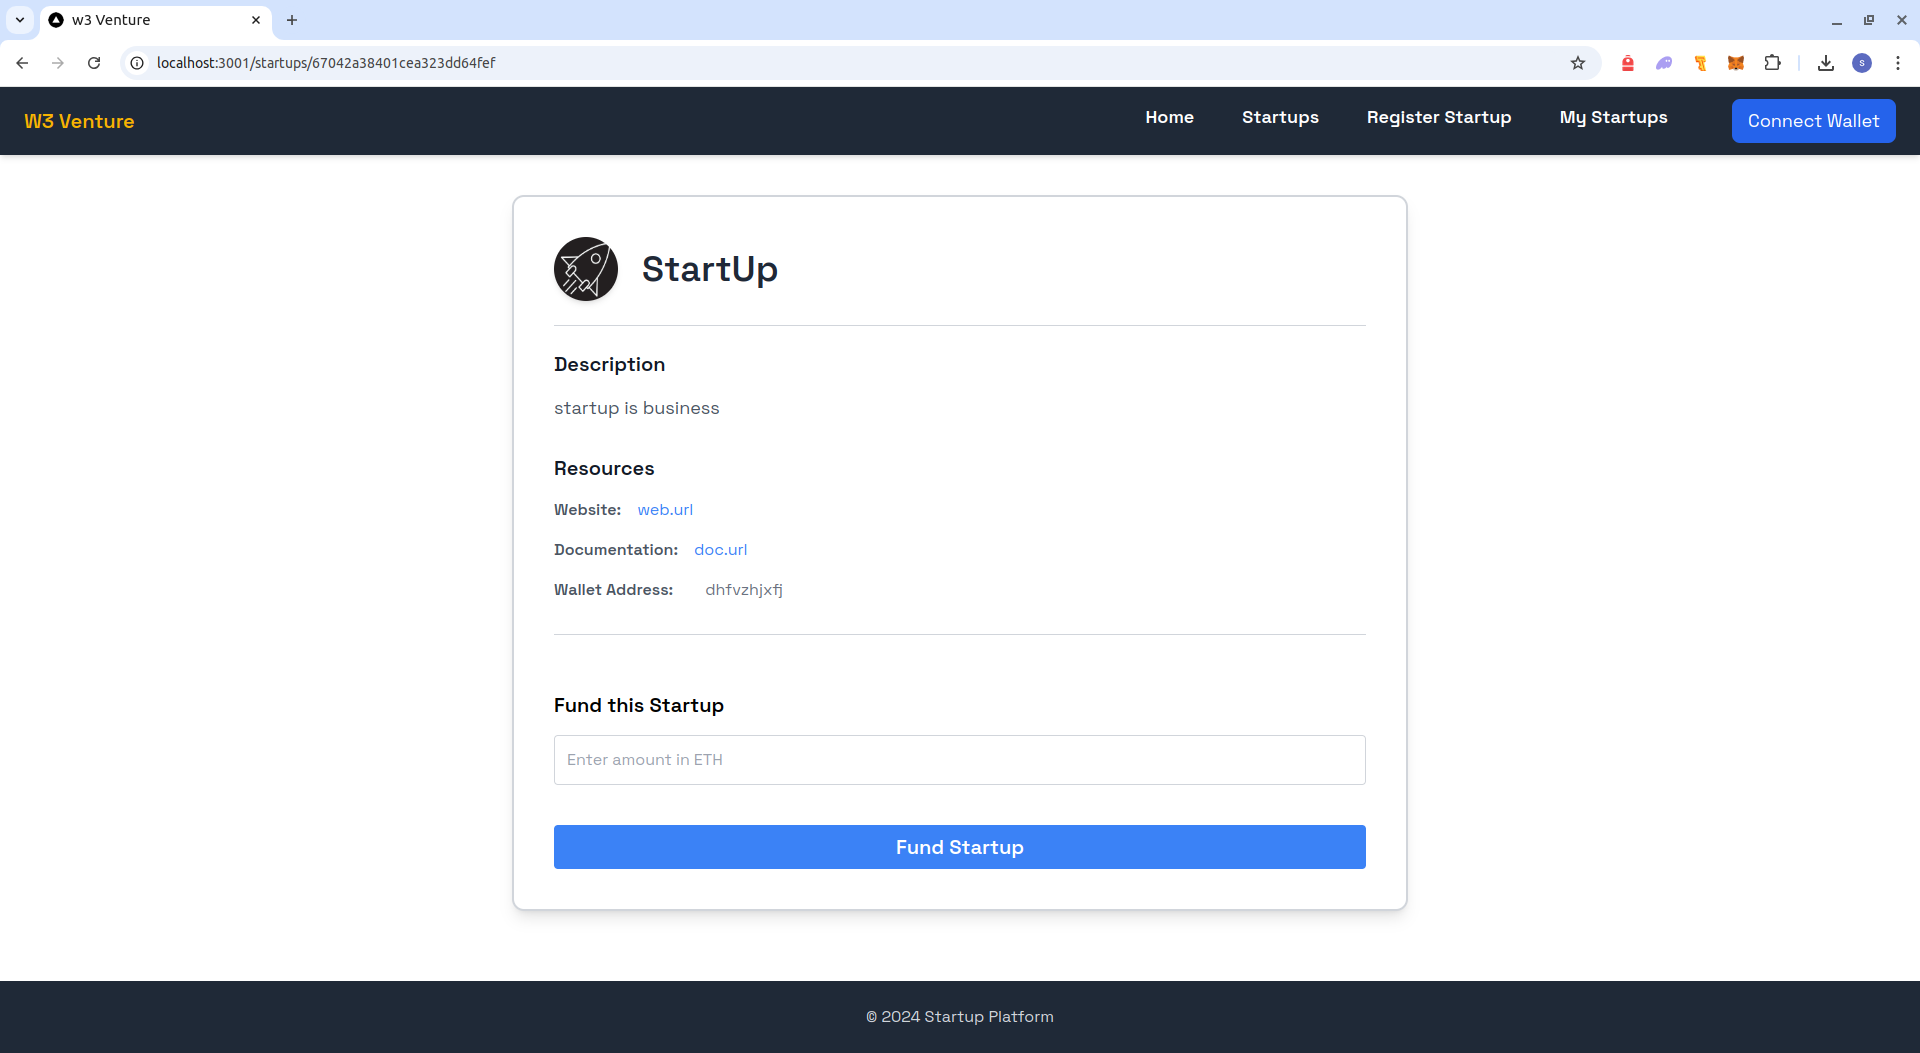 w3 Venture
localhost:3001/startups/67042a38401cea323dd64fef
S
W3 Venture
Home
Startups
Register Startup
My Startups
Connect Wallet
StartUp
Description
startup is business
Resources
Website: web.url
Documentation: doc.url
Wallet Address: dhfvzhjxfj
Fund this Startup
Enter amount in ETH
Fund Startup
© 2024 Startup Platform